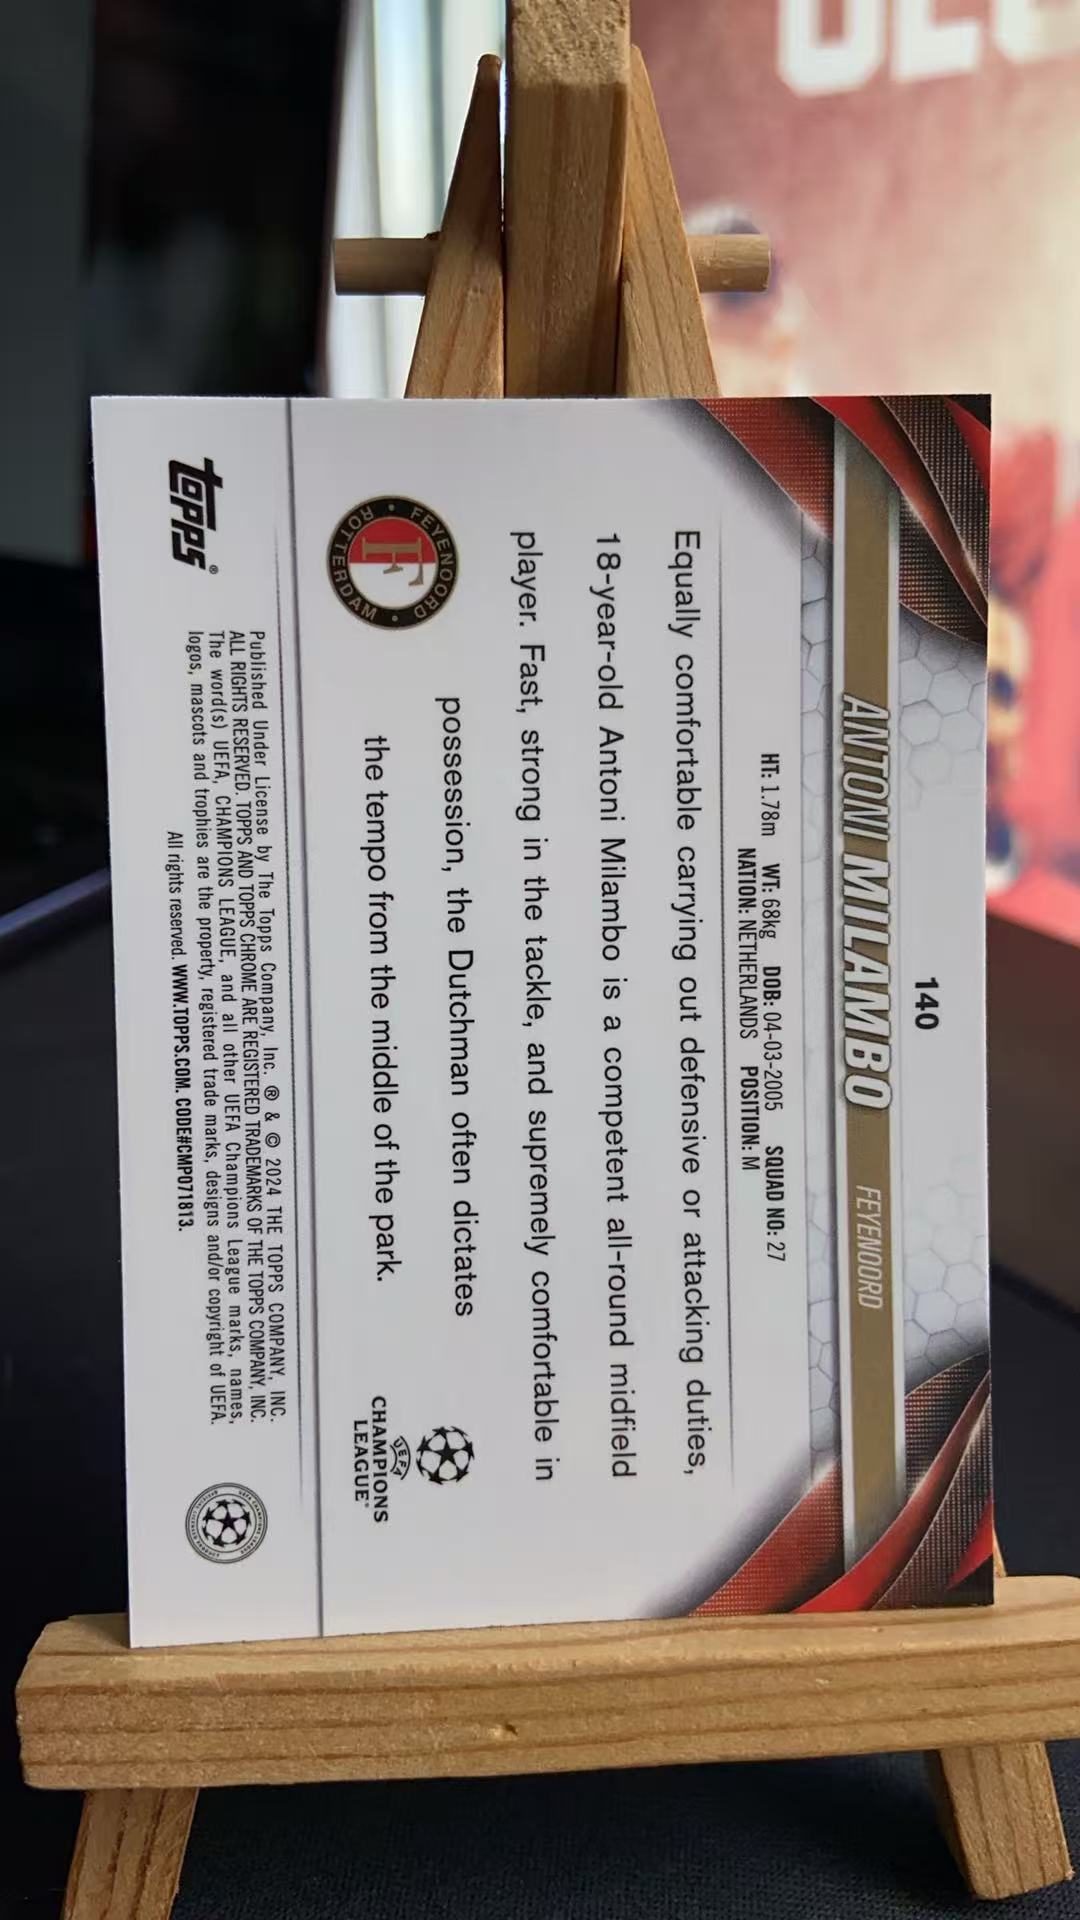 140
ANTONI MILAMBO FEYENOORD
HT: 1.78m WT: 68kg DOB: 04-03-2005 SQUAD NO: 27
NATION: NETHERLANDS POSITION: M
Equally comfortable carrying out defensive or attacking duties,
18-year-old Antoni Milambo is a competent all-round midfield
player. Fast, strong in the tackle, and supremely comfortable in
possession, the Dutchman often dictates
the tempo from the middle of the park.
FEYENOORD
ROTTERDAM
F
UEFA
CHAMPIONS
LEAGUE®
topps®
Published Under License by The Topps Company, Inc. ® & © 2024 THE TOPPS COMPANY, INC.
ALL RIGHTS RESERVED. TOPPS AND TOPPS CHROME ARE REGISTERED TRADEMARKS OF THE TOPPS COMPANY, INC.
The word(s) UEFA, CHAMPIONS LEAGUE, and all other UEFA Champions League marks, names,
logos, mascots and trophies are the property, registered trade marks, designs and/or copyright of UEFA.
All rights reserved. WWW.TOPPS.COM. CODE#CMP071813.